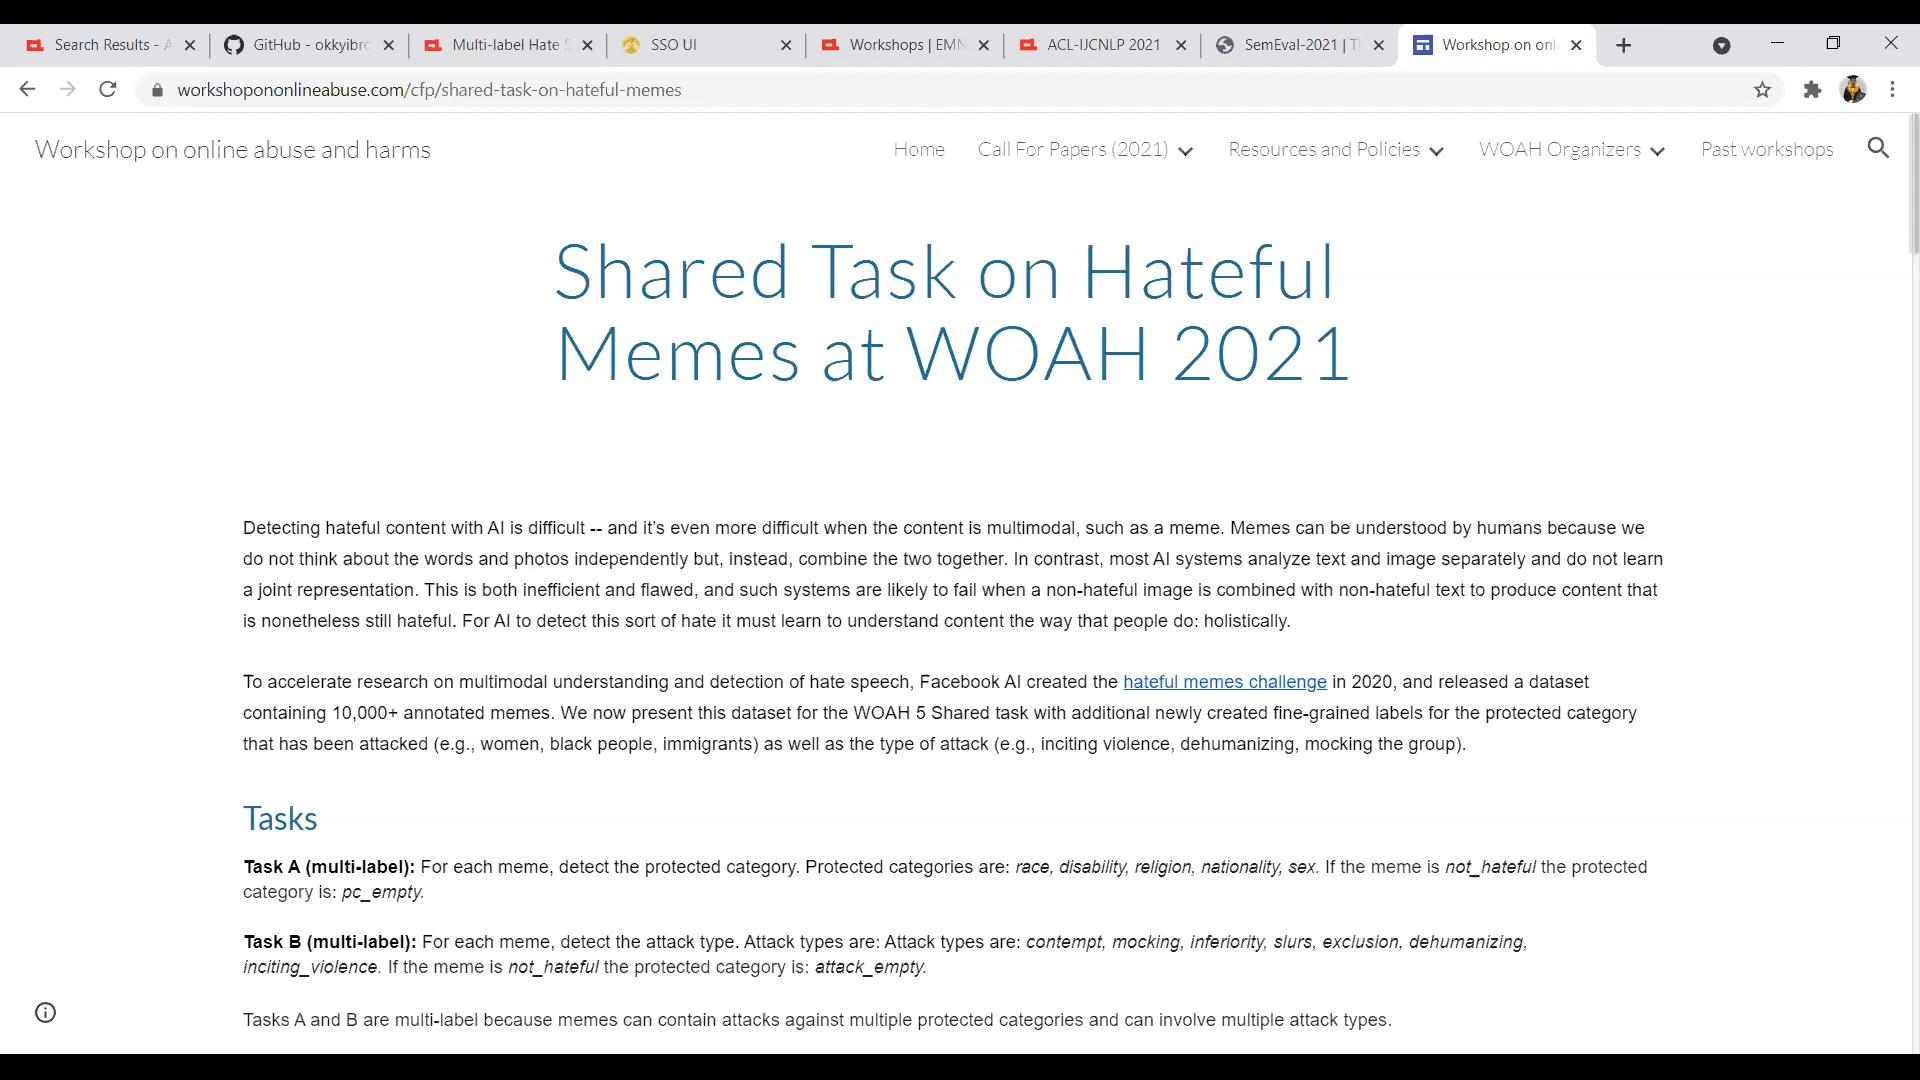 Search Results - A
GitHub - okkyibro
Multi-label Hate S
SSO UI
Workshops | EMN
ACL-IJCNLP 2021
SemEval-2021 | Th
Workshop on onli
workshopononlineabuse.com/cfp/shared-task-on-hateful-memes
Workshop on online abuse and harms
Home
Call For Papers (2021)
Resources and Policies
WOAH Organizers
Past workshops
Shared Task on Hateful
Memes at WOAH 2021
Detecting hateful content with AI is difficult -- and it’s even more difficult when the content is multimodal, such as a meme. Memes can be understood by humans because we
do not think about the words and photos independently but, instead, combine the two together. In contrast, most AI systems analyze text and image separately and do not learn
a joint representation. This is both inefficient and flawed, and such systems are likely to fail when a non-hateful image is combined with non-hateful text to produce content that
is nonetheless still hateful. For AI to detect this sort of hate it must learn to understand content the way that people do: holistically.
To accelerate research on multimodal understanding and detection of hate speech, Facebook AI created the hateful memes challenge in 2020, and released a dataset
containing 10,000+ annotated memes. We now present this dataset for the WOAH 5 Shared task with additional newly created fine-grained labels for the protected category
that has been attacked (e.g., women, black people, immigrants) as well as the type of attack (e.g., inciting violence, dehumanizing, mocking the group).
Tasks
Task A (multi-label): For each meme, detect the protected category. Protected categories are: race, disability, religion, nationality, sex. If the meme is not_hateful the protected
category is: pc_empty.
Task B (multi-label): For each meme, detect the attack type. Attack types are: Attack types are: contempt, mocking, inferiority, slurs, exclusion, dehumanizing,
inciting_violence. If the meme is not_hateful the protected category is: attack_empty.
Tasks A and B are multi-label because memes can contain attacks against multiple protected categories and can involve multiple attack types.